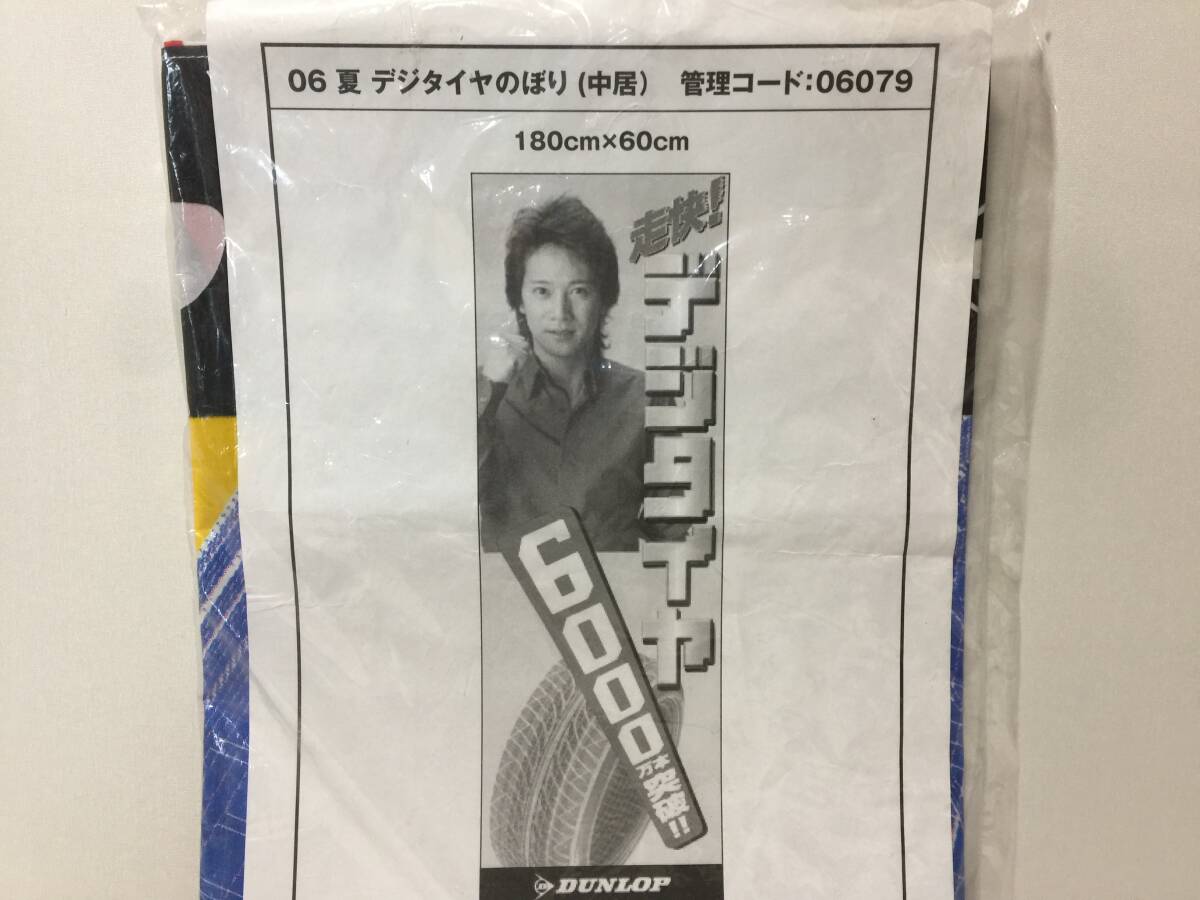 06 夏 デジタイヤのぼり (中居) 管理コード:06079
180cm×60cm
走快!
デジタイヤ
6000万本突破!!
DUNLOP